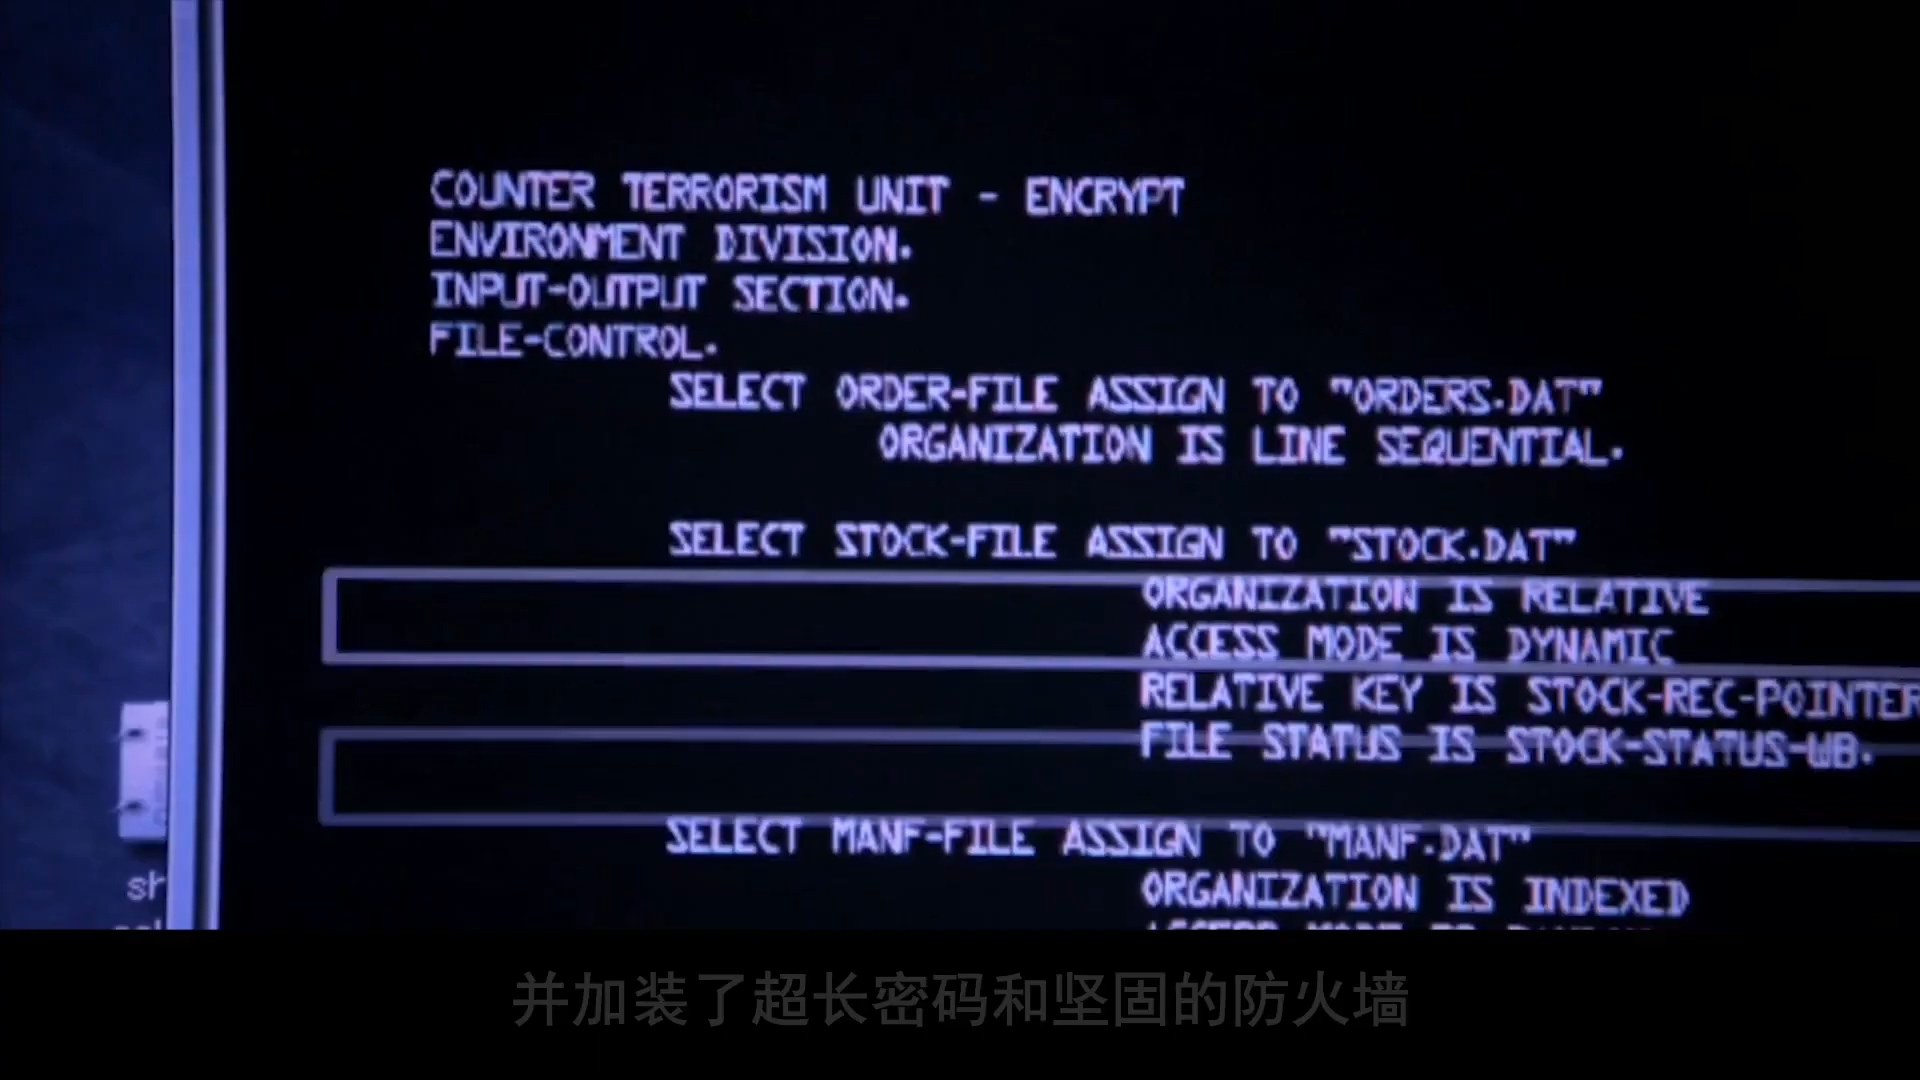 COUNTER TERRORISM UNIT - ENCRYPT
ENVIRONMENT DIVISION.
INPUT-OUTPUT SECTION.
FILE-CONTROL.
SELECT ORDER-FILE ASSIGN TO "ORDERS.DAT"
ORGANIZATION IS LINE SEQUENTIAL.
SELECT STOCK-FILE ASSIGN TO "STOCK.DAT"
ORGANIZATION IS RELATIVE
ACCESS MODE IS DYNAMIC
RELATIVE KEY IS STOCK-REC-POINTER
FILE STATUS IS STOCK-STATUS-WB.
SELECT MANF-FILE ASSIGN TO "MANF.DAT"
ORGANIZATION IS INDEXED
sh
并加装了超长密码和坚固的防火墙